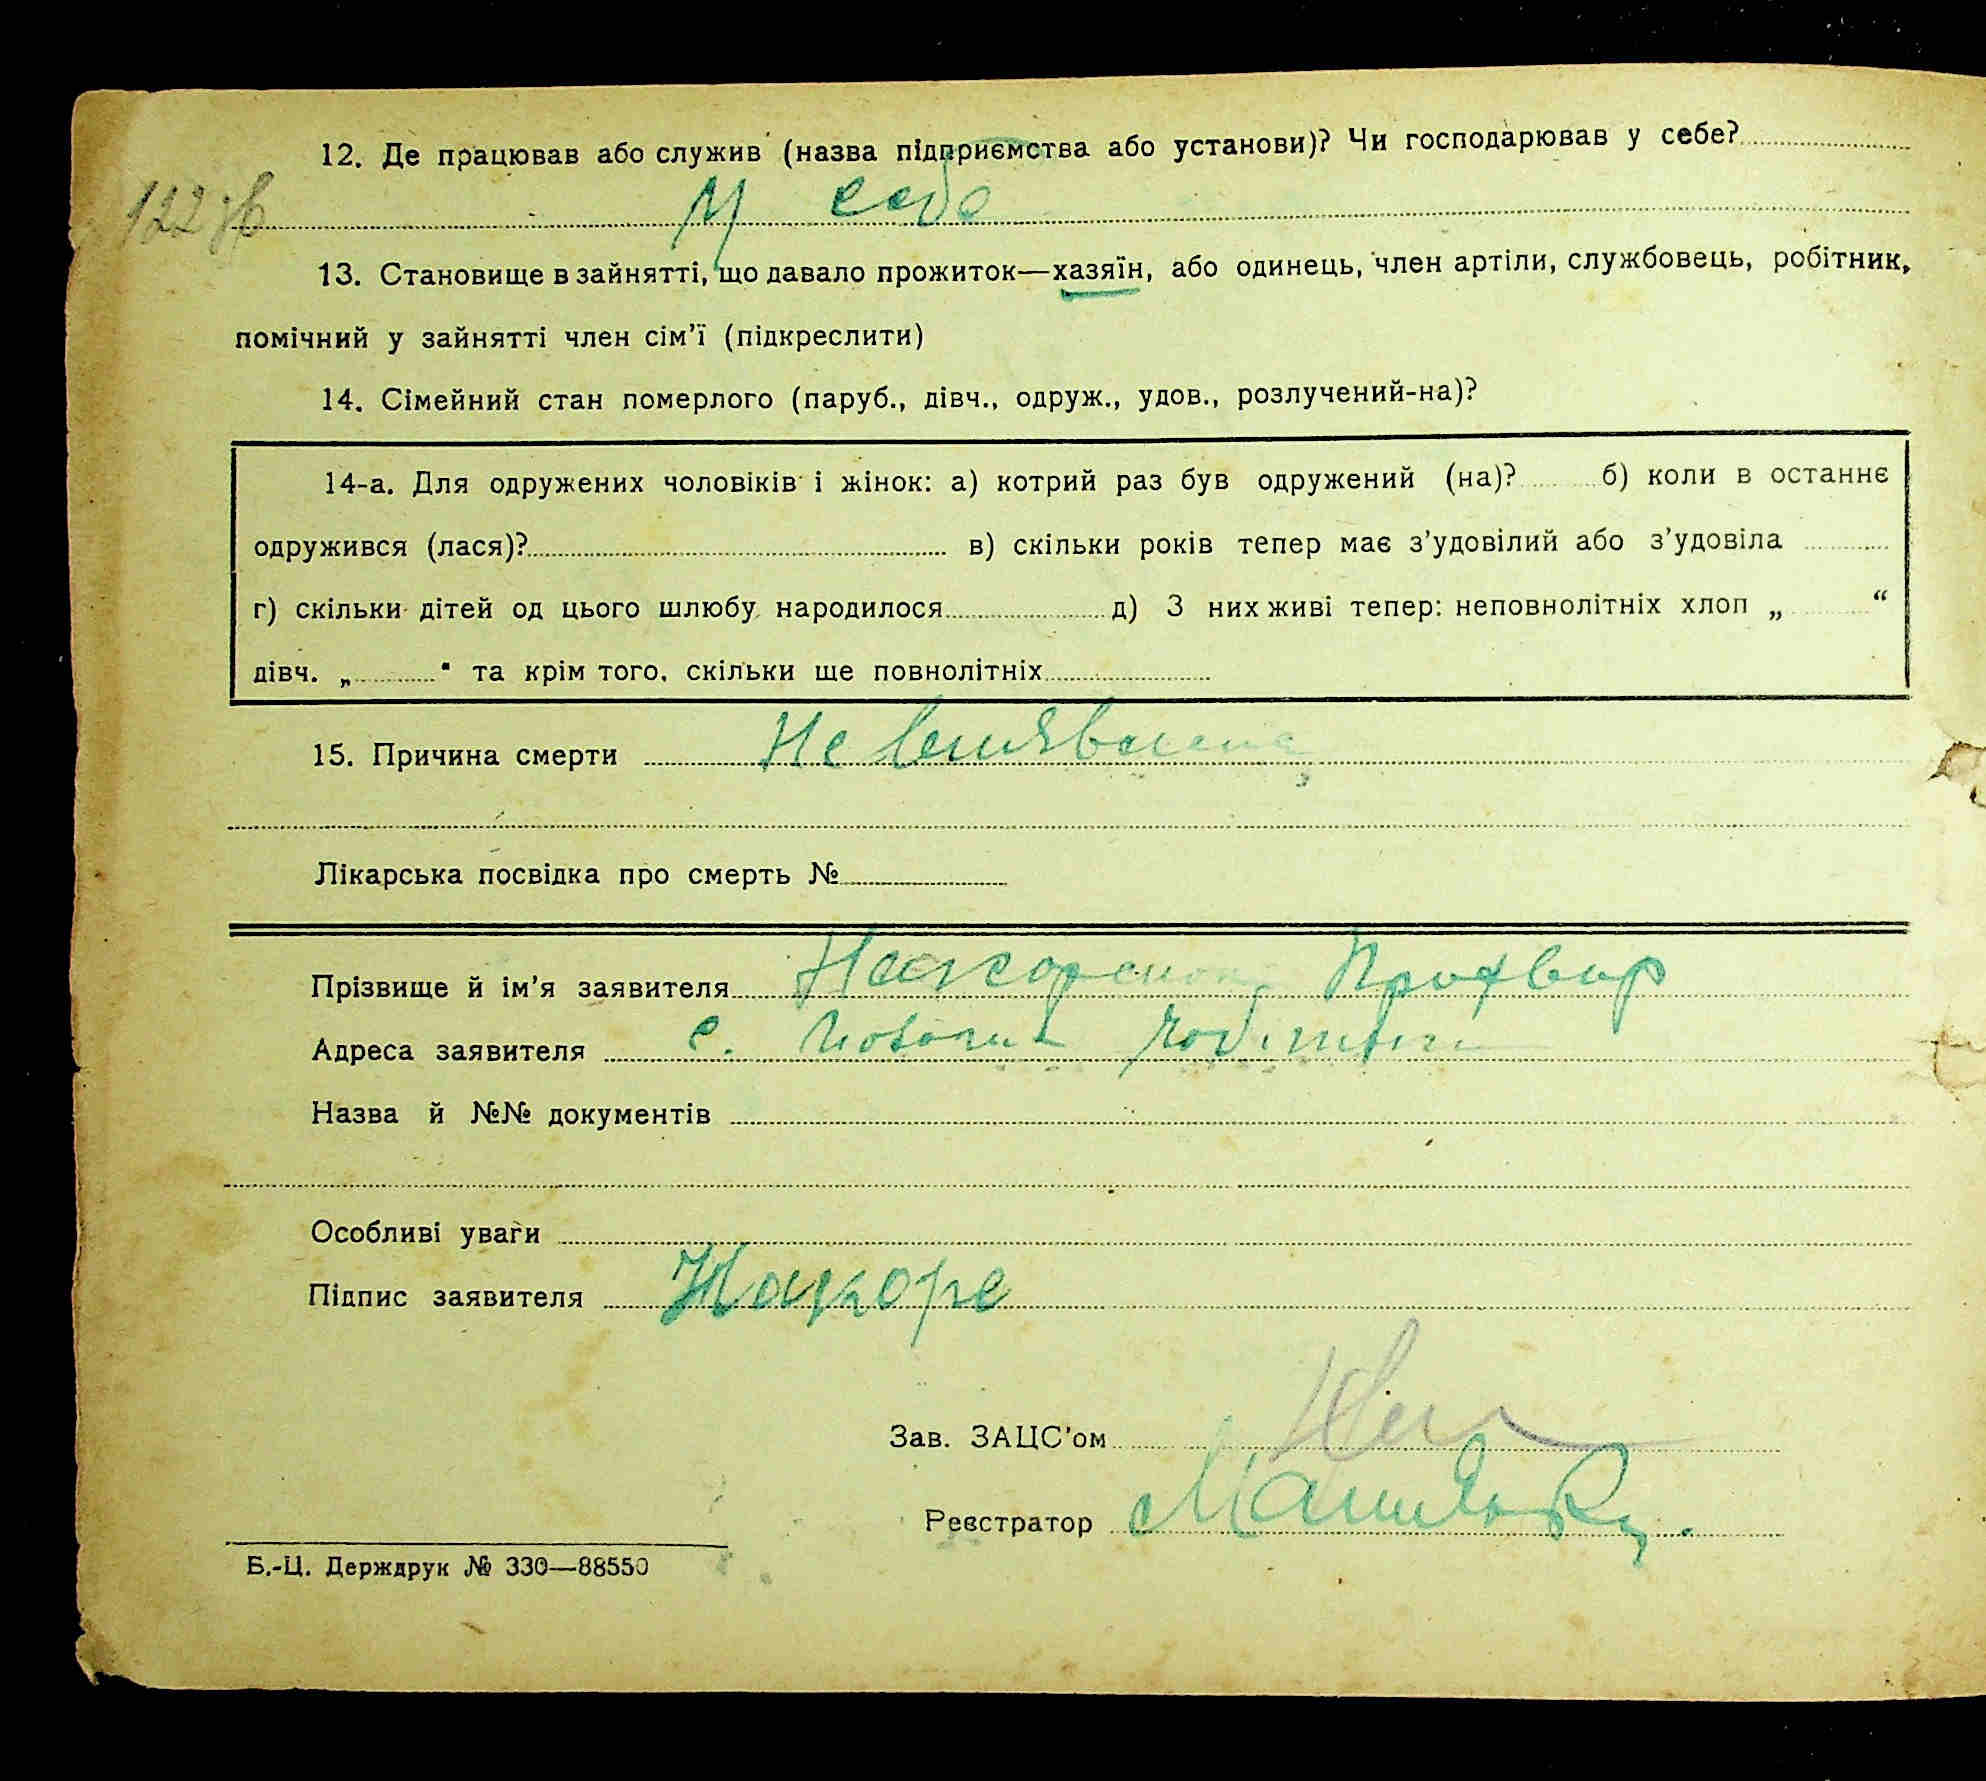 12. Де працював або служив (назва підприємства або установи)? Чи господарював у себе?
122 зв
У себе
13. Становище в зайнятті, що давало прожиток—хазяїн, або одинець, член артіли, службовець, робітник,
помічний у зайнятті член сім’ї (підкреслити)
14. Сімейний стан померлого (паруб., дівч., одруж., удов., розлучений-на)?
14-а. Для одружених чоловіків і жінок: а) котрий раз був одружений (на)? б) коли в останнє
одружився (лася)? в) скільки років тепер має з’удовілий або з’удовіла
г) скільки дітей од цього шлюбу народилося д) З них живі тепер: неповнолітніх хлоп „ “
дівч. „ “ та крім того, скільки ще повнолітніх
15. Причина смерти Не виявлена
Лікарська посвідка про смерть №
Прізвище й ім’я заявителя
Адреса заявителя с.
Назва й №№ документів
Особливі уваги
Підпис заявителя
Зав. ЗАЦС’ом
Реєстратор
Б.-Ц. Держдрук № 330—88550